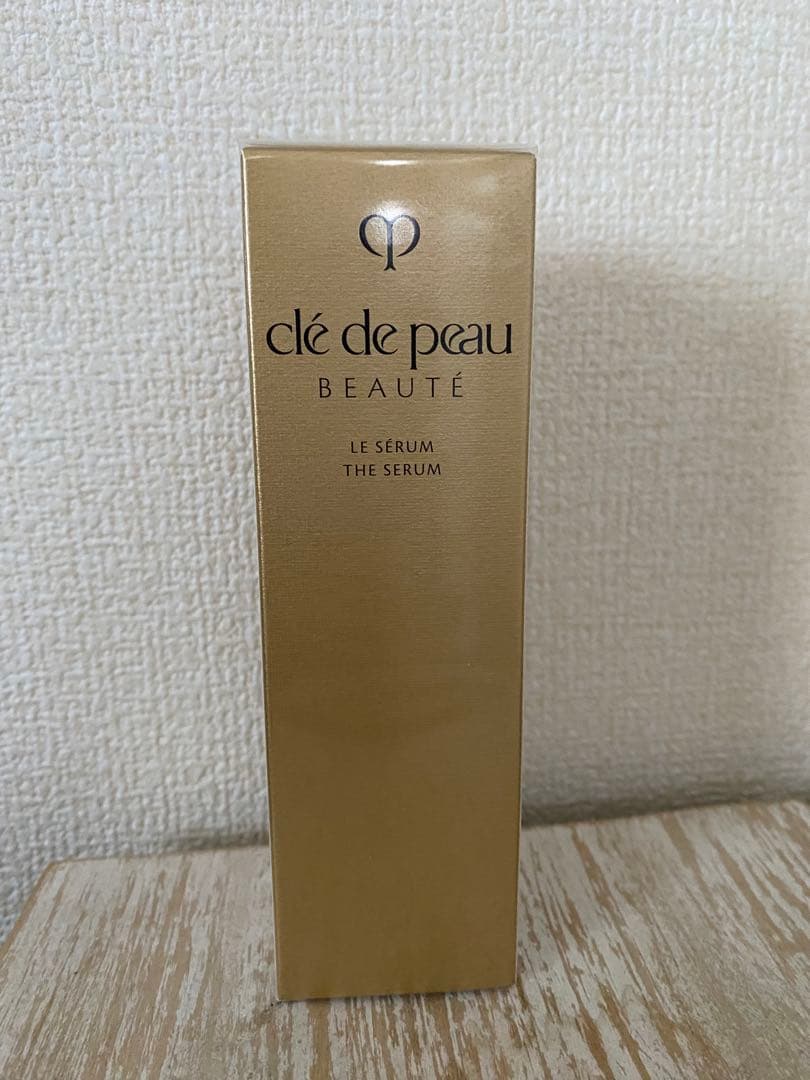 clé de peau
BEAUTÉ
LE SÉRUM
THE SERUM